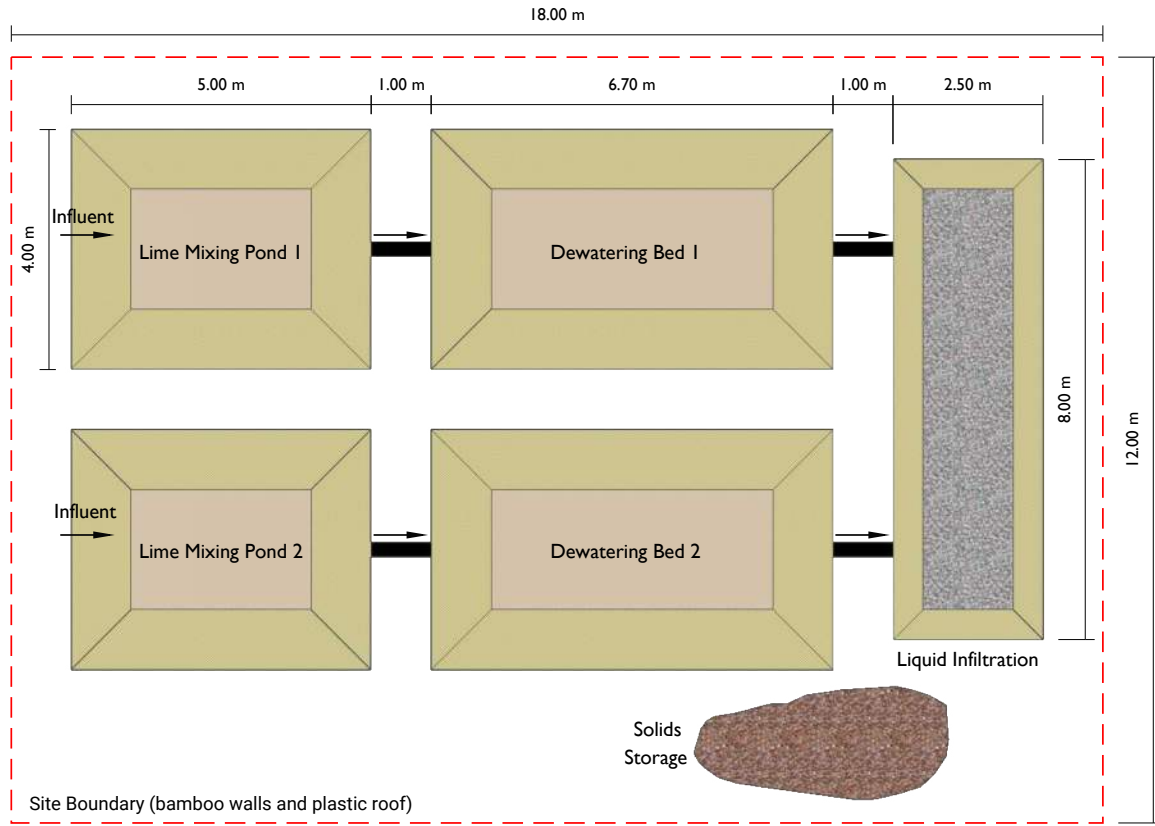 18.00 m
5.00 m
1.00 m
6.70 m
1.00 m
2.50 m
4.00 m
Influent
Lime Mixing Pond 1
Dewatering Bed 1
8.00 m
12.00 m
Influent
Lime Mixing Pond 2
Dewatering Bed 2
Liquid Infiltration
Solids
Storage
Site Boundary (bamboo walls and plastic roof)